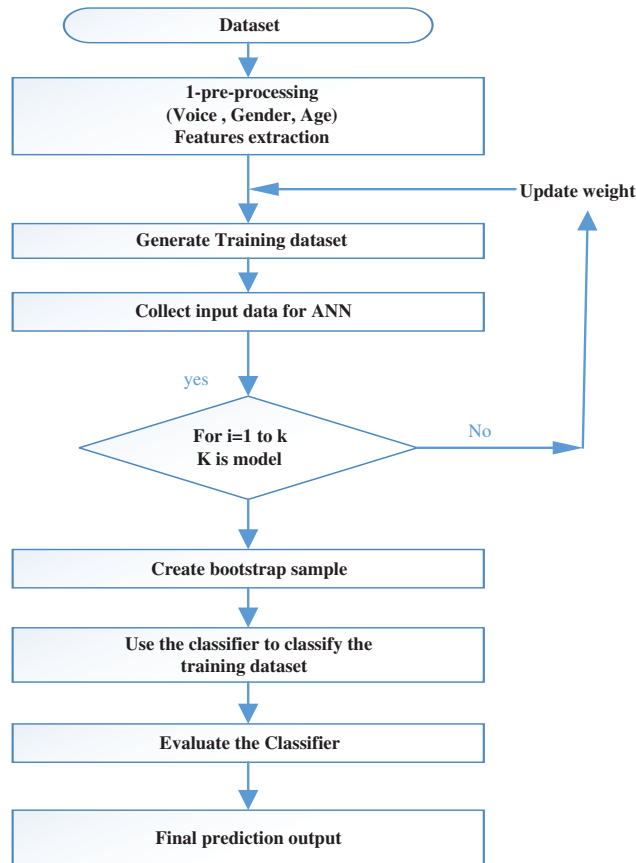 Dataset
1-pre-processing
(Voice , Gender, Age)
Features extraction
Update weight
Generate Training dataset
Collect input data for ANN
yes
For i=1 to k
K is model
No
Create bootstrap sample
Use the classifier to classify the
training dataset
Evaluate the Classifier
Final prediction output